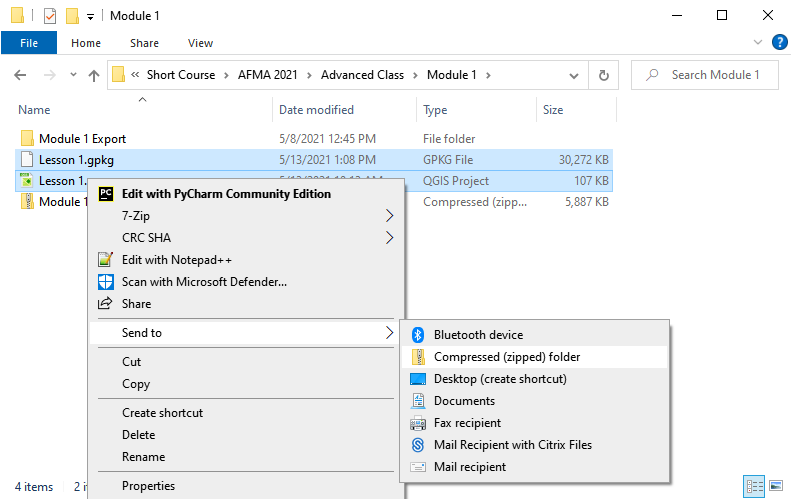 Module 1
File Home Share View
« Short Course › AFMA 2021 › Advanced Class › Module 1 › Search Module 1
Name Date modified Type Size
Module 1 Export 5/8/2021 12:45 PM File folder
Lesson 1.gpkg 5/13/2021 1:08 PM GPKG File 30,272 KB
Lesson 1. QGIS Project 107 KB
Module 1 Compressed (zipp... 5,887 KB
PC Edit with PyCharm Community Edition
7-Zip
CRC SHA
Edit with Notepad++
Scan with Microsoft Defender...
Share
Send to
Cut
Copy
Create shortcut
Delete
Rename
Properties
Bluetooth device
Compressed (zipped) folder
Desktop (create shortcut)
Documents
Fax recipient
Mail Recipient with Citrix Files
Mail recipient
4 items 2